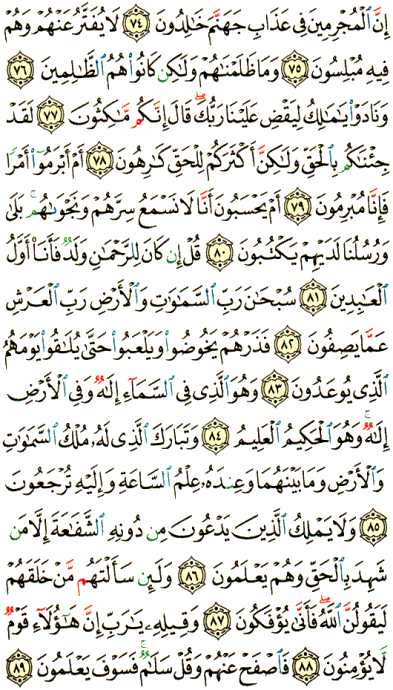 إِنَّ ٱلْمُجْرِمِينَ فِى عَذَابِ جَهَنَّمَ خَـٰلِدُونَ ٧٤ لَا يُفَتَّرُ عَنْهُمْ وَهُمْ
فِيهِ مُبْلِسُونَ ٧٥ وَمَا ظَلَمْنَـٰهُمْ وَلَـٰكِن كَانُوا۟ هُمُ ٱلظَّـٰلِمِينَ ٧٦
وَنَادَوْا۟ يَـٰمَـٰلِكُ لِيَقْضِ عَلَيْنَا رَبُّكَ ۖ قَالَ إِنَّكُم مَّـٰكِثُونَ ٧٧ لَقَدْ
جِئْنَـٰكُم بِٱلْحَقِّ وَلَـٰكِنَّ أَكْثَرَكُمْ لِلْحَقِّ كَـٰرِهُونَ ٧٨ أَمْ أَبْرَمُوٓا۟ أَمْرًا
فَإِنَّا مُبْرِمُونَ ٧٩ أَمْ يَحْسَبُونَ أَنَّا لَا نَسْمَعُ سِرَّهُمْ وَنَجْوَىٰهُم ۚ بَلَىٰ
وَرُسُلُنَا لَدَيْهِمْ يَكْتُبُونَ ٨٠ قُلْ إِن كَانَ لِلرَّحْمَـٰنِ وَلَدٌ فَأَنَا۠ أَوَّلُ
ٱلْعَـٰبِدِينَ ٨١ سُبْحَـٰنَ رَبِّ ٱلسَّمَـٰوَٰتِ وَٱلْأَرْضِ رَبِّ ٱلْعَرْشِ
عَمَّا يَصِفُونَ ٨٢ فَذَرْهُمْ يَخُوضُوا۟ وَيَلْعَبُوا۟ حَتَّىٰ يُلَـٰقُوا۟ يَوْمَهُمُ
ٱلَّذِى يُوعَدُونَ ٨٣ وَهُوَ ٱلَّذِى فِى ٱلسَّمَآءِ إِلَـٰهٌ وَفِى ٱلْأَرْضِ
إِلَـٰهٌ ۚ وَهُوَ ٱلْحَكِيمُ ٱلْعَلِيمُ ٨٤ وَتَبَارَكَ ٱلَّذِى لَهُۥ مُلْكُ ٱلسَّمَـٰوَٰتِ
وَٱلْأَرْضِ وَمَا بَيْنَهُمَا وَعِندَهُۥ عِلْمُ ٱلسَّاعَةِ وَإِلَيْهِ تُرْجَعُونَ
٨٥ وَلَا يَمْلِكُ ٱلَّذِينَ يَدْعُونَ مِن دُونِهِ ٱلشَّفَـٰعَةَ إِلَّا مَن
شَهِدَ بِٱلْحَقِّ وَهُمْ يَعْلَمُونَ ٨٦ وَلَئِن سَأَلْتَهُم مَّنْ خَلَقَهُمْ
لَيَقُولُنَّ ٱللَّهُ ۖ فَأَنَّىٰ يُؤْفَكُونَ ٨٧ وَقِيلِهِۦ يَـٰرَبِّ إِنَّ هَـٰٓؤُلَآءِ قَوْمٌ
لَّا يُؤْمِنُونَ ٨٨ فَٱصْفَحْ عَنْهُمْ وَقُلْ سَلَـٰمٌ ۚ فَسَوْفَ يَعْلَمُونَ ٨٩